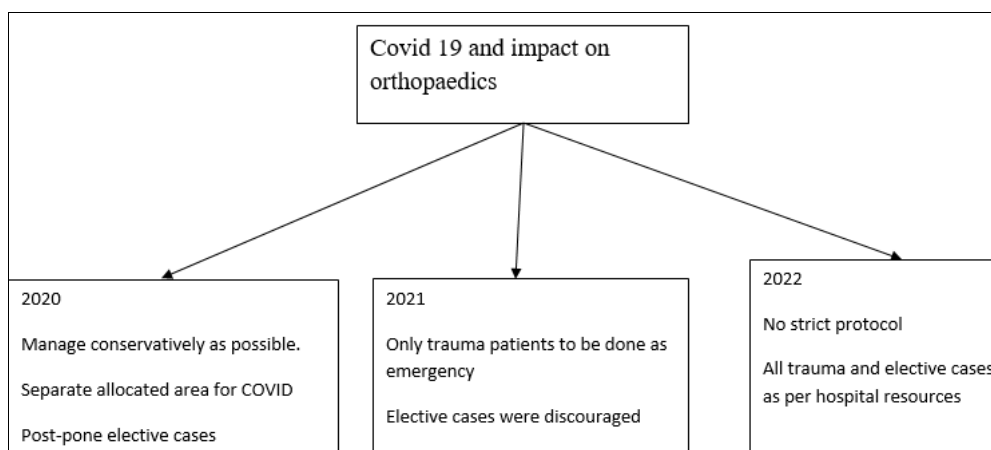 Covid 19 and impact on
orthopaedics
2020
Manage conservatively as possible.
Separate allocated area for COVID
Post-pone elective cases
2021
Only trauma patients to be done as
emergency
Elective cases were discouraged
2022
No strict protocol
All trauma and elective cases
as per hospital resources